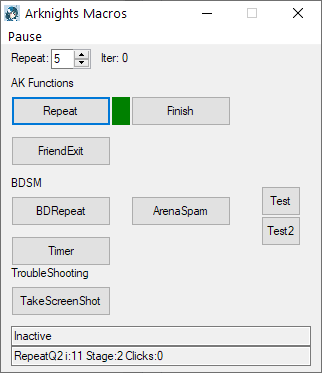 Arknights Macros
Pause
Repeat: 5 Iter: 0
AK Functions
Repeat Finish
FriendExit
BDSM
BDRepeat ArenaSpam Test
Test2
Timer
TroubleShooting
TakeScreenShot
Inactive
RepeatQ2 i:11 Stage:2 Clicks:0